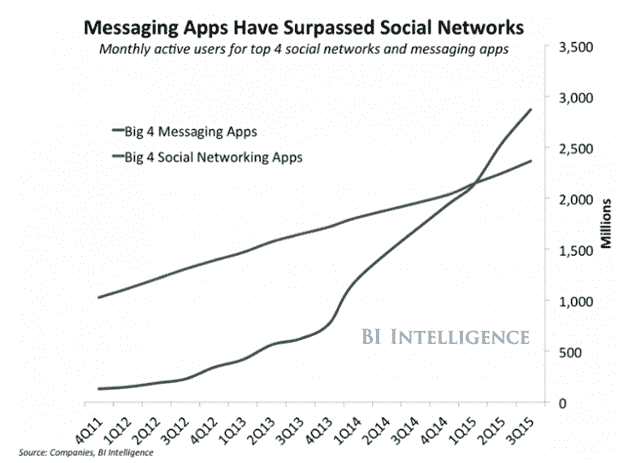 Messaging Apps Have Surpassed Social Networks
Monthly active users for top 4 social networks and messaging apps
3,500
3,000
2,500
2,000
1,500
1,000
500
0
Millions
Big 4 Messaging Apps
Big 4 Social Networking Apps
BI INTELLIGENCE
4Q11 1Q12 2Q12 3Q12 4Q12 1Q13 2Q13 3Q13 4Q13 1Q14 2Q14 3Q14 4Q14 1Q15 2Q15 3Q15
Source: Companies, BI Intelligence